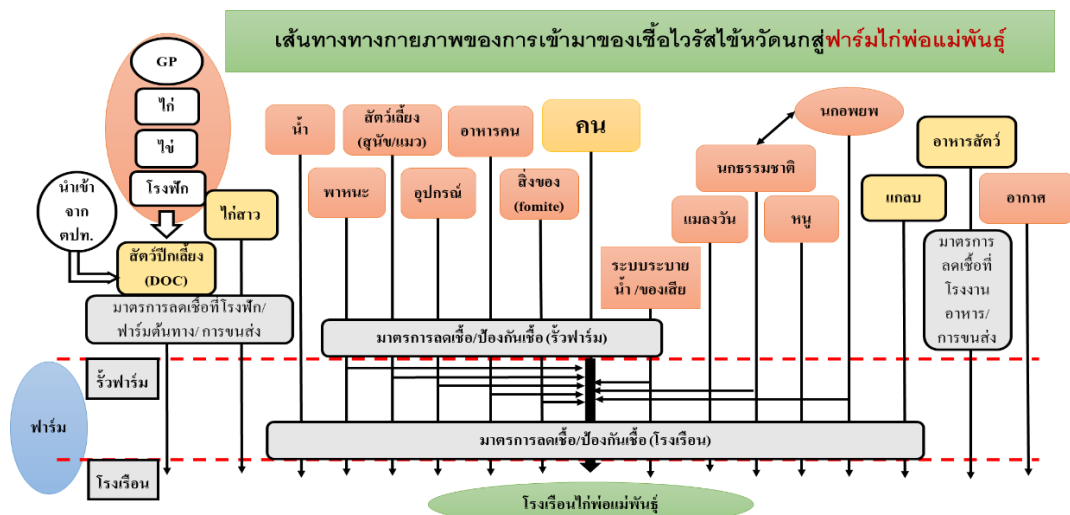 เส้นทางทางกายภาพของการเข้ามาของเชื้อไวรัสไข้หวัดนกสู่ฟาร์มไก่พ่อแม่พันธุ์
GP
ไก่
ไข่
โรงฟัก
นำเข้า
จาก
ตปท.
ไก่สาว
สัตว์ปีกเลี้ยง
(DOC)
มาตรการลดเชื้อที่โรงฟัก/
ฟาร์มต้นทาง/ การขนส่ง
น้ำ
สัตว์เลี้ยง
(สุนัข/แมว)
อาหารคน
คน
นกอพยพ
พาหนะ
อุปกรณ์
สิ่งของ
(fomite)
นกธรรมชาติ
แมลงวัน
หนู
ระบบระบาย
น้ำ /ของเสีย
อาหารสัตว์
แกลบ
อากาศ
มาตรการ
ลดเชื้อที่
โรงงาน
อาหาร/
การขนส่ง
มาตรการลดเชื้อ/ป้องกันเชื้อ (รั้วฟาร์ม)
รั้วฟาร์ม
ฟาร์ม
มาตรการลดเชื้อ/ป้องกันเชื้อ (โรงเรือน)
โรงเรือน
โรงเรือนไก่พ่อแม่พันธุ์